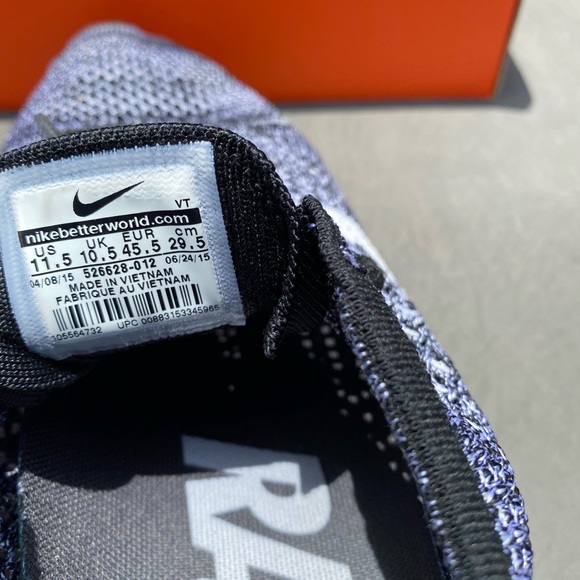 VT
nikebetterworld.com
US UK EUR cm
11.5 10.5 45.5 29.5
04/08/15 526628-012 06/24/15
MADE IN VIETNAM
FABRIQUE AU VIETNAM
UPC 00883153345965
RA